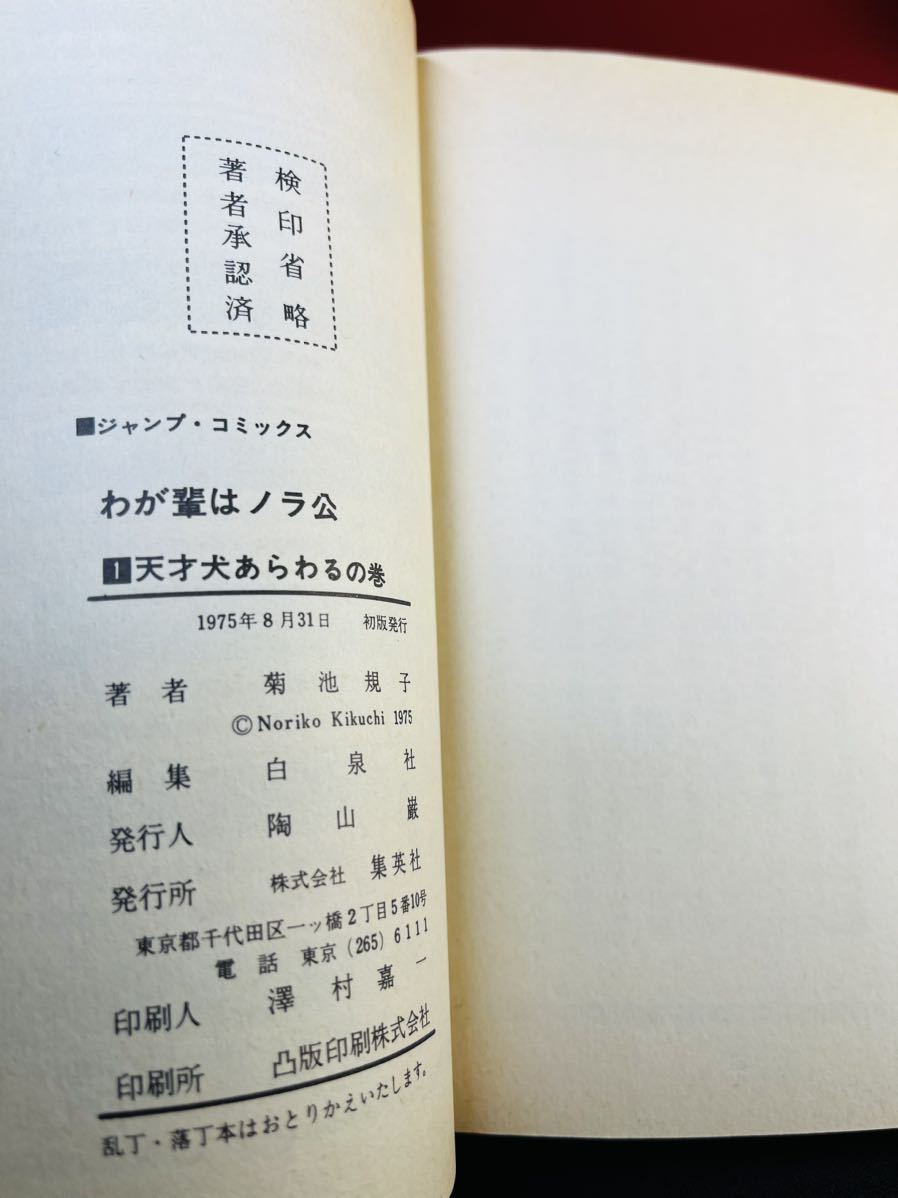 検印省略
著者承認済
■ジャンプ・コミックス
わが輩はノラ公
1天才犬あらわるの巻
1975年8月31日 初版発行
著者 菊池規子
©Noriko Kikuchi 1975
編集 白泉社
発行人 陶山巌
発行所 株式会社 集英社
東京都千代田区一ッ橋2丁目5番10号
電話 東京(265)6111
印刷人 澤村嘉一
印刷所 凸版印刷株式会社
乱丁・落丁本はおとりかえいたします。